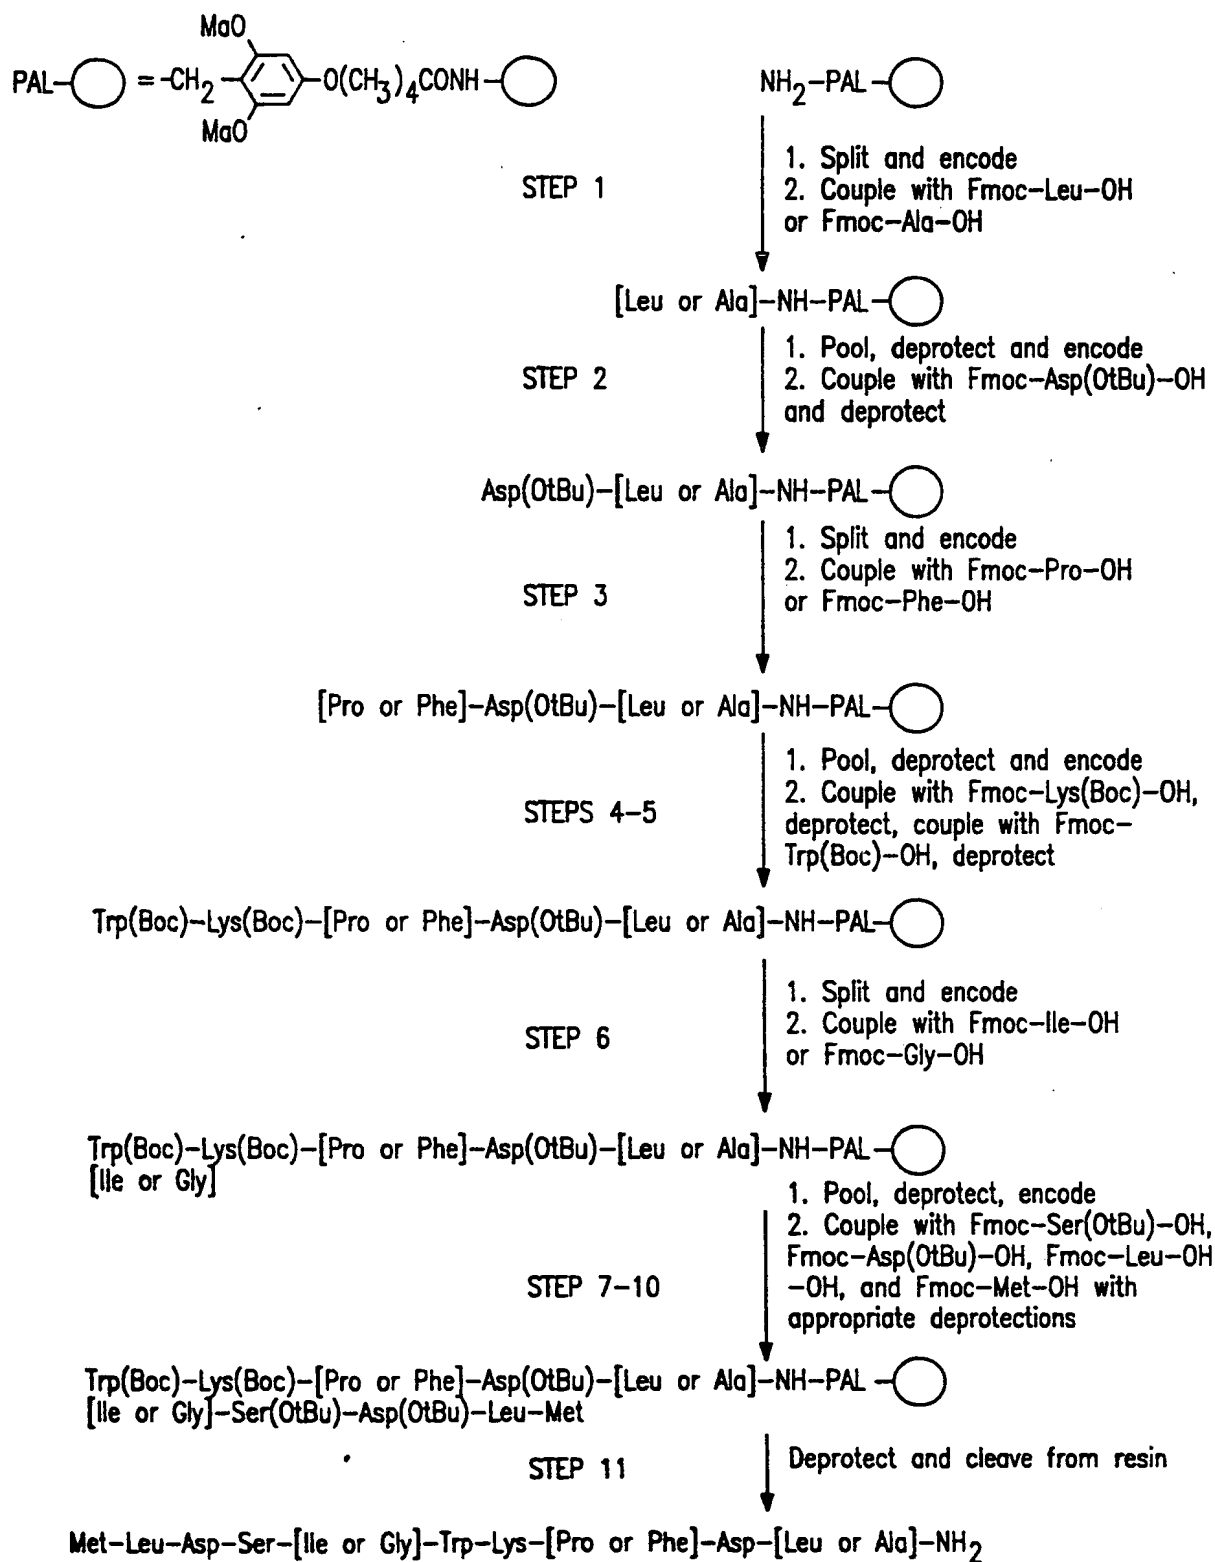 MaO
PAL- =-CH2 -O(CH3)4CONH-
MaO
NH2-PAL-
STEP 1
1. Split and encode
2. Couple with Fmoc-Leu-OH
or Fmoc-Ala-OH
[Leu or Ala]-NH-PAL-
STEP 2
1. Pool, deprotect and encode
2. Couple with Fmoc-Asp(OtBu)-OH
and deprotect
Asp(OtBu)-[Leu or Ala]-NH-PAL-
STEP 3
1. Split and encode
2. Couple with Fmoc-Pro-OH
or Fmoc-Phe-OH
[Pro or Phe]-Asp(OtBu)-[Leu or Ala]-NH-PAL-
STEPS 4-5
1. Pool, deprotect and encode
2. Couple with Fmoc-Lys(Boc)-OH,
deprotect, couple with Fmoc-
Trp(Boc)-OH, deprotect
Trp(Boc)-Lys(Boc)-[Pro or Phe]-Asp(OtBu)-[Leu or Ala]-NH-PAL-
STEP 6
1. Split and encode
2. Couple with Fmoc-Ile-OH
or Fmoc-Gly-OH
Trp(Boc)-Lys(Boc)-[Pro or Phe]-Asp(OtBu)-[Leu or Ala]-NH-PAL-
[Ile or Gly]
STEP 7-10
1. Pool, deprotect, encode
2. Couple with Fmoc-Ser(OtBu)-OH,
Fmoc-Asp(OtBu)-OH, Fmoc-Leu-OH
-OH, and Fmoc-Met-OH with
appropriate deprotections
Trp(Boc)-Lys(Boc)-[Pro or Phe]-Asp(OtBu)-[Leu or Ala]-NH-PAL-
[Ile or Gly]-Ser(OtBu)-Asp(OtBu)-Leu-Met
STEP 11
Deprotect and cleave from resin
Met-Leu-Asp-Ser-[Ile or Gly]-Trp-Lys-[Pro or Phe]-Asp-[Leu or Ala]-NH2